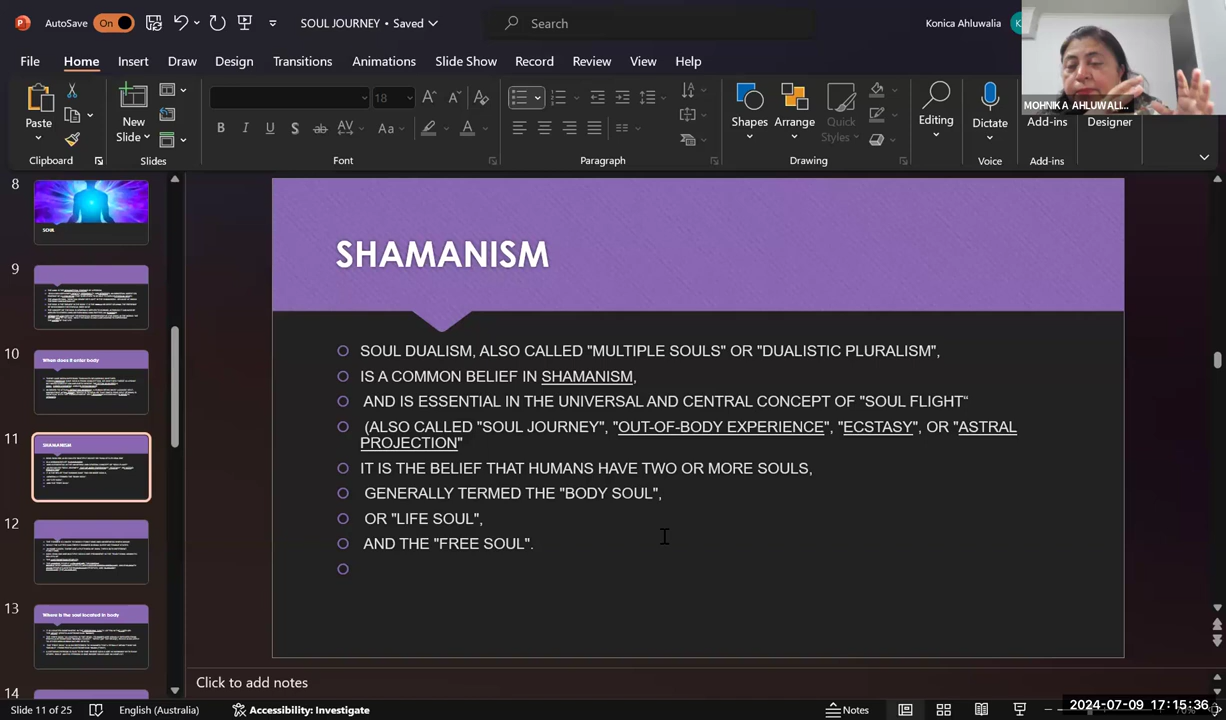 AutoSave On SOUL JOURNEY • Saved Search Konica Ahluwalia
File Home Insert Draw Design Transitions Animations Slide Show Record Review View Help
MOHNIKA AHLUWALI...
Paste New Slide 18 Shapes Arrange Quick Styles Editing Dictate Add-ins Designer
B I U S ab AV Aa A
Clipboard Slides Font Paragraph Drawing Voice Add-ins
8
SOUL
9
10
When does it enter body
11
SHAMANISM
12
13
Where is the soul located in body
14
SHAMANISM
SOUL DUALISM, ALSO CALLED "MULTIPLE SOULS" OR "DUALISTIC PLURALISM",
IS A COMMON BELIEF IN SHAMANISM,
AND IS ESSENTIAL IN THE UNIVERSAL AND CENTRAL CONCEPT OF "SOUL FLIGHT“
(ALSO CALLED "SOUL JOURNEY", "OUT-OF-BODY EXPERIENCE", "ECSTASY", OR "ASTRAL
PROJECTION"
IT IS THE BELIEF THAT HUMANS HAVE TWO OR MORE SOULS,
GENERALLY TERMED THE "BODY SOUL",
OR "LIFE SOUL",
AND THE "FREE SOUL".
Click to add notes
Slide 11 of 25 English (Australia) Accessibility: Investigate Notes 2024-07-09 17:15:36